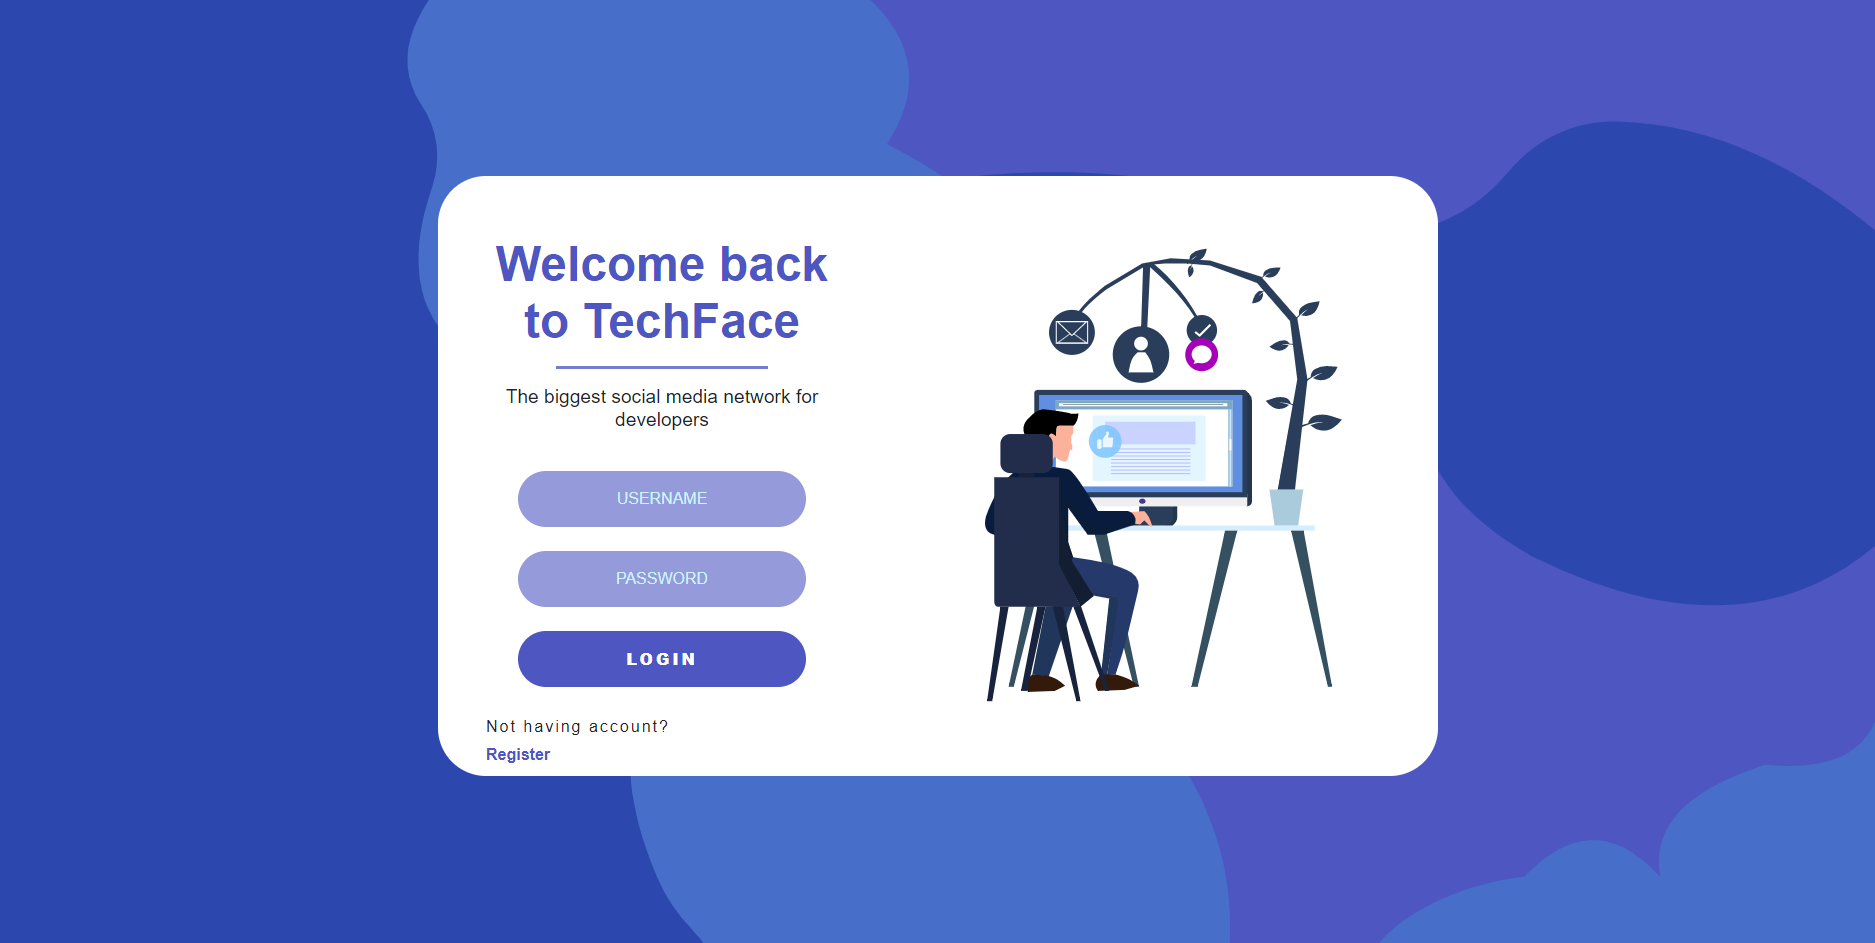 Welcome back
to TechFace
The biggest social media network for
developers
USERNAME
PASSWORD
LOGIN
Not having account?
Register